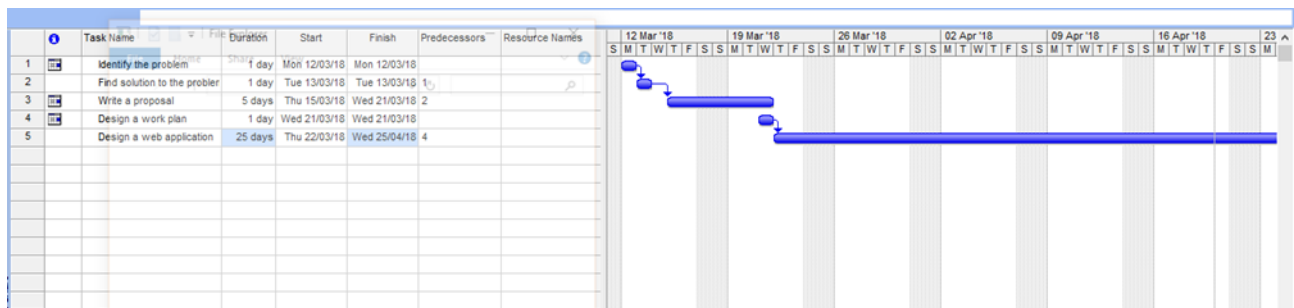 Task Name Duration Start Finish Predecessors Resource Names
12 Mar '18 19 Mar '18 26 Mar '18 02 Apr '18 09 Apr '18 16 Apr '18 23
S M T W T F S S M T W T F S S M T W T F S S M T W T F S S M T W T F S S M T W T F S S M
1 Identify the problem 1 day Mon 12/03/18 Mon 12/03/18
2 Find solution to the probler 1 day Tue 13/03/18 Tue 13/03/18 1
3 Write a proposal 5 days Thu 15/03/18 Wed 21/03/18 2
4 Design a work plan 1 day Wed 21/03/18 Wed 21/03/18
5 Design a web application 25 days Thu 22/03/18 Wed 25/04/18 4